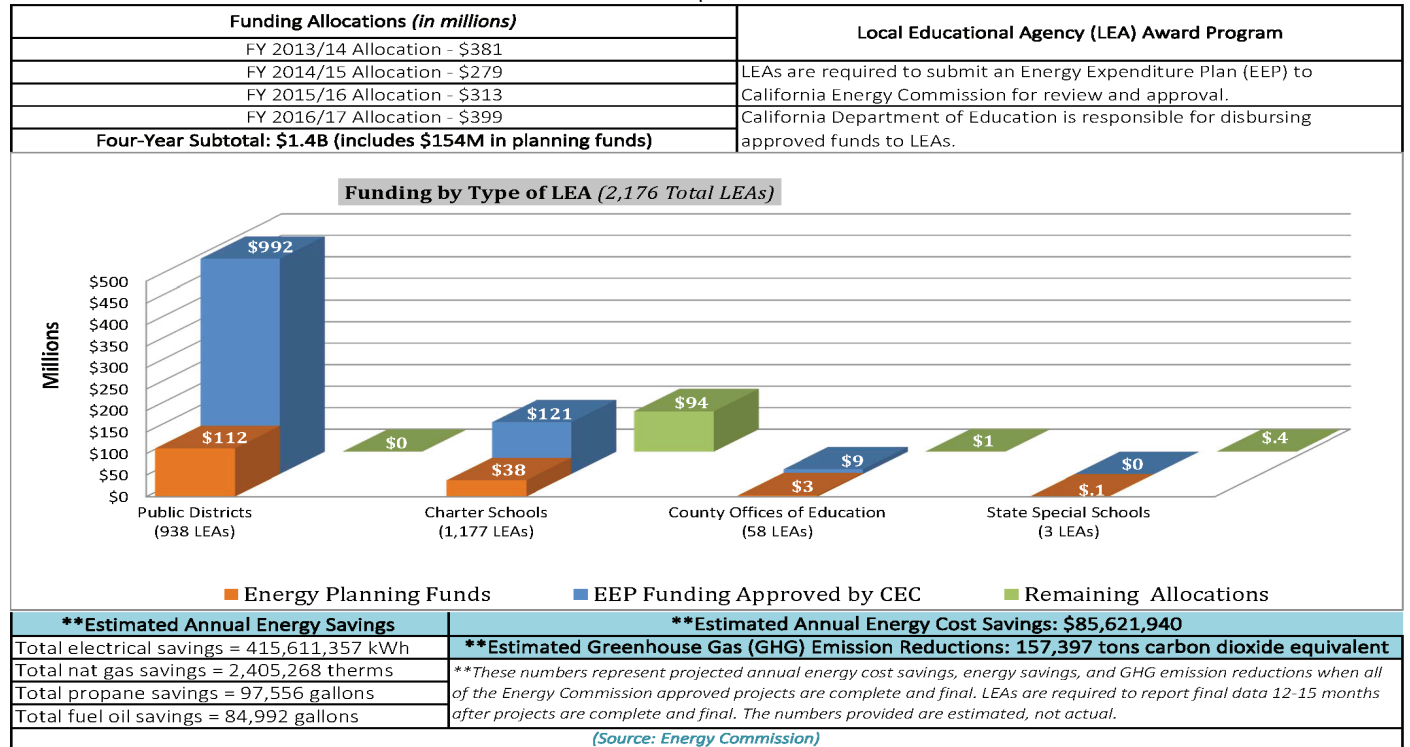 Funding Allocations (in millions)
FY 2013/14 Allocation - $381
FY 2014/15 Allocation - $279
FY 2015/16 Allocation - $313
FY 2016/17 Allocation - $399
Four-Year Subtotal: $1.4B (includes $154M in planning funds)
Local Educational Agency (LEA) Award Program
LEAs are required to submit an Energy Expenditure Plan (EEP) to
California Energy Commission for review and approval.
California Department of Education is responsible for disbursing
approved funds to LEAs.
Funding by Type of LEA (2,176 Total LEAs)
Millions
$500
$450
$400
$350
$300
$250
$200
$150
$100
$50
$0
$992
$112
$0
$121
$38
$94
$9
$3
$1
$0
$.1
$.4
Public Districts
(938 LEAs)
Charter Schools
(1,177 LEAs)
County Offices of Education
(58 LEAs)
State Special Schools
(3 LEAs)
Energy Planning Funds
EEP Funding Approved by CEC
Remaining Allocations
**Estimated Annual Energy Savings
Total electrical savings = 415,611,357 kWh
Total nat gas savings = 2,405,268 therms
Total propane savings = 97,556 gallons
Total fuel oil savings = 84,992 gallons
**Estimated Annual Energy Cost Savings: $85,621,940
**Estimated Greenhouse Gas (GHG) Emission Reductions: 157,397 tons carbon dioxide equivalent
**These numbers represent projected annual energy cost savings, energy savings, and GHG emission reductions when all
of the Energy Commission approved projects are complete and final. LEAs are required to report final data 12-15 months
after projects are complete and final. The numbers provided are estimated, not actual.
(Source: Energy Commission)